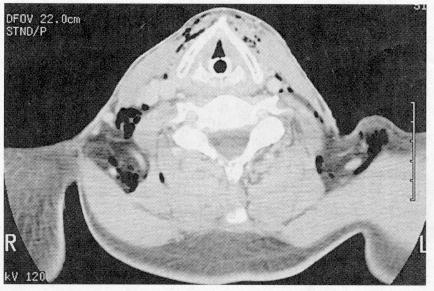 DFOV 22.0cm
STND/P
R
L
kV 120